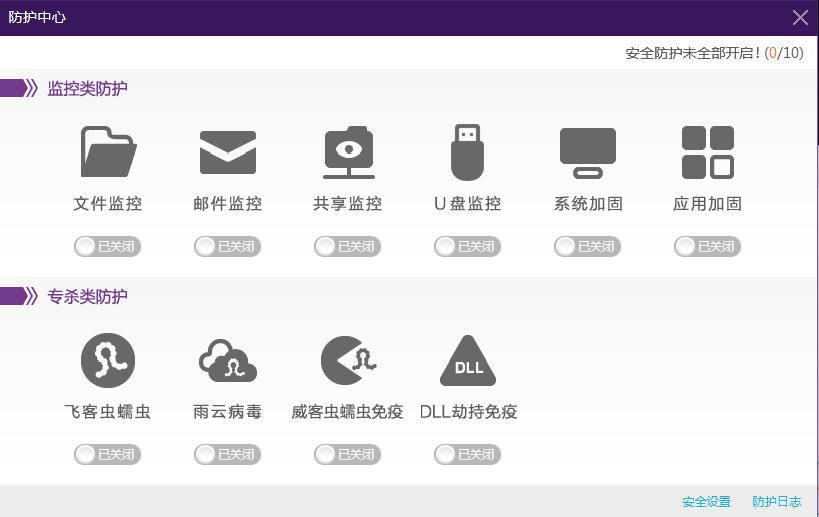 防护中心
安全防护未全部开启! (0/10)
监控类防护
文件监控 邮件监控 共享监控 U盘监控 系统加固 应用加固
已关闭 已关闭 已关闭 已关闭 已关闭 已关闭
专杀类防护
DLL
飞客虫蠕虫 雨云病毒 威客虫蠕虫免疫 DLL劫持免疫
已关闭 已关闭 已关闭 已关闭
安全设置 防护日志